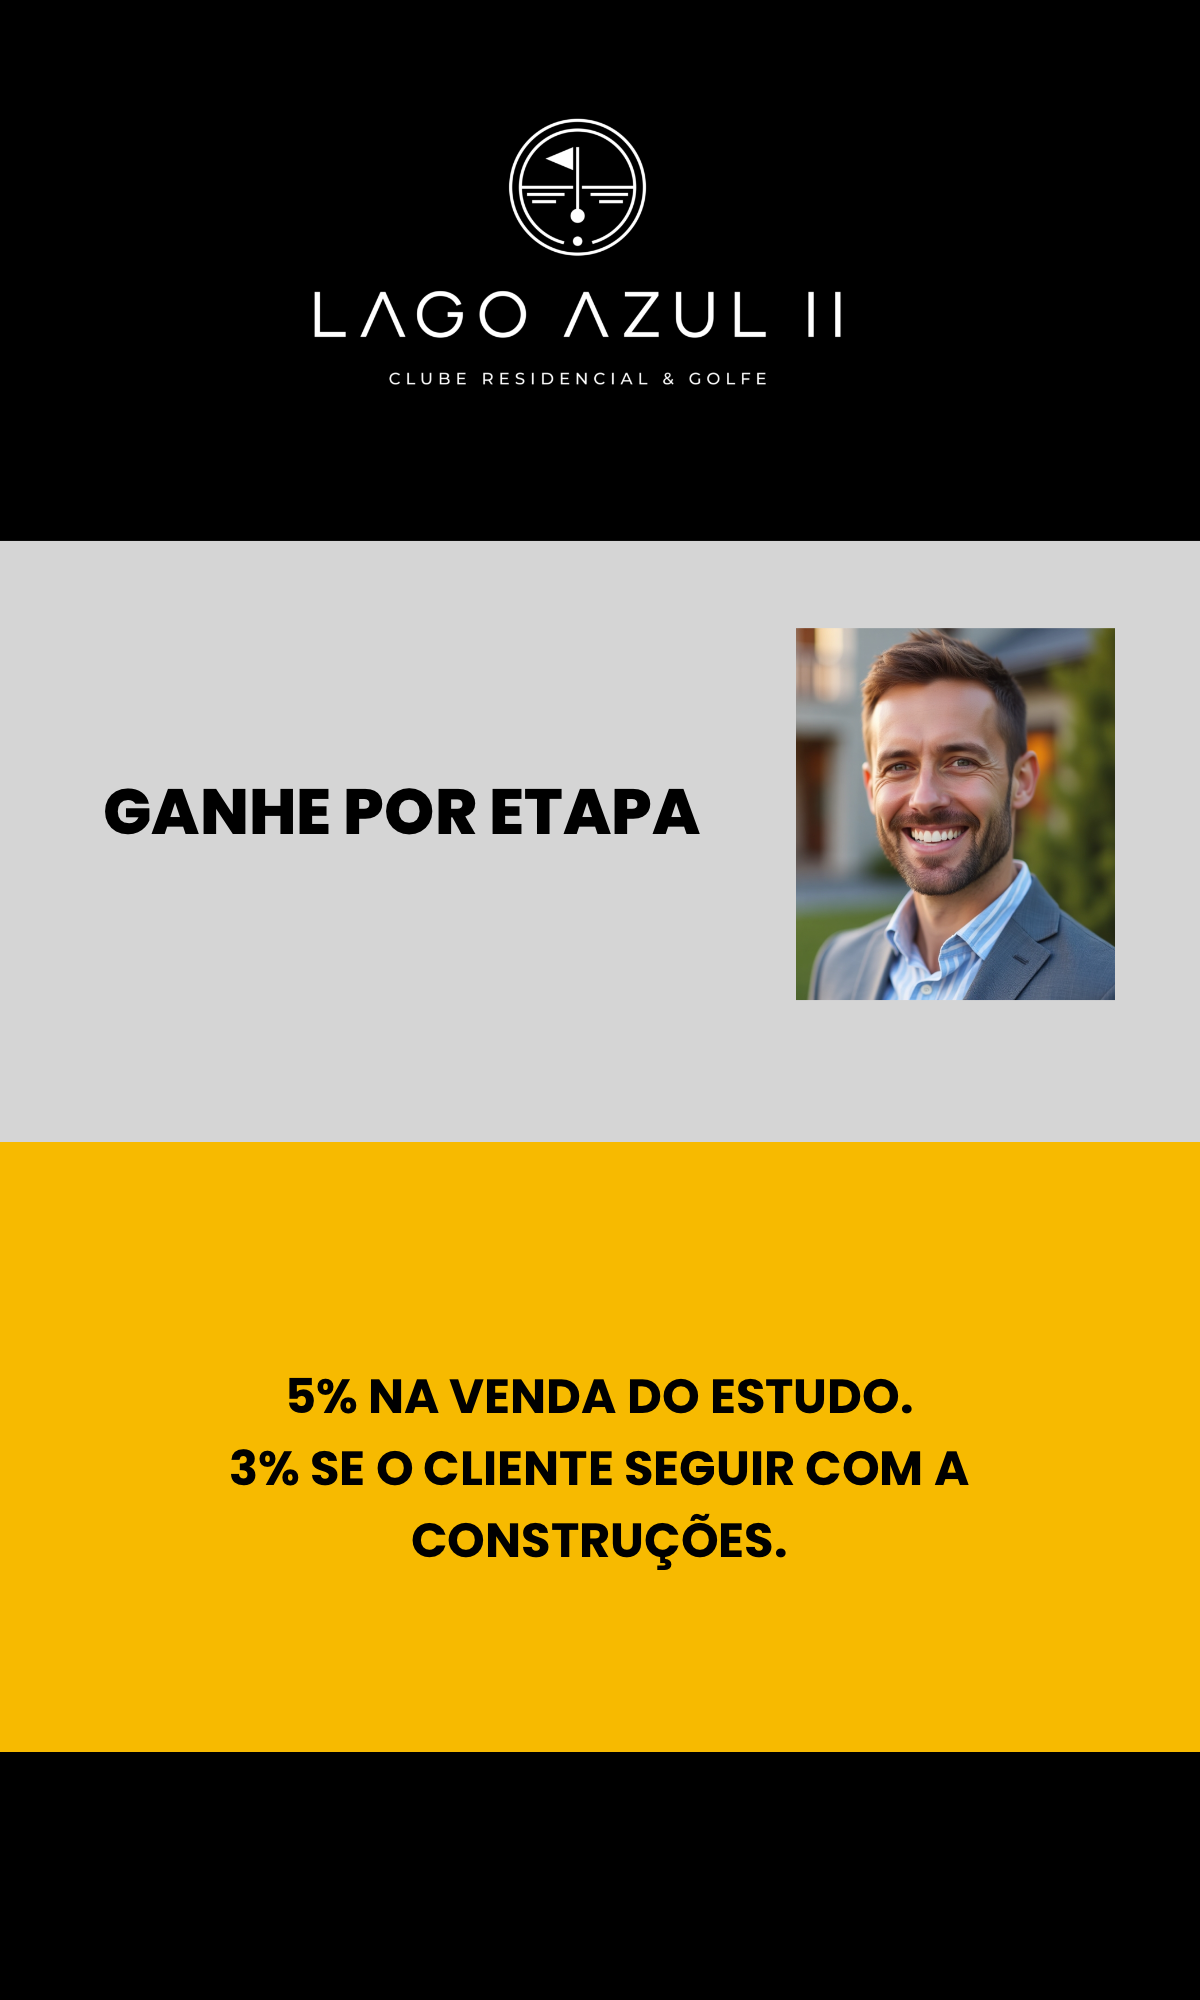 LAGO AZUL II
CLUBE RESIDENCIAL & GOLFE
GANHE POR ETAPA
5% NA VENDA DO ESTUDO.
3% SE O CLIENTE SEGUIR COM A
CONSTRUÇÕES.